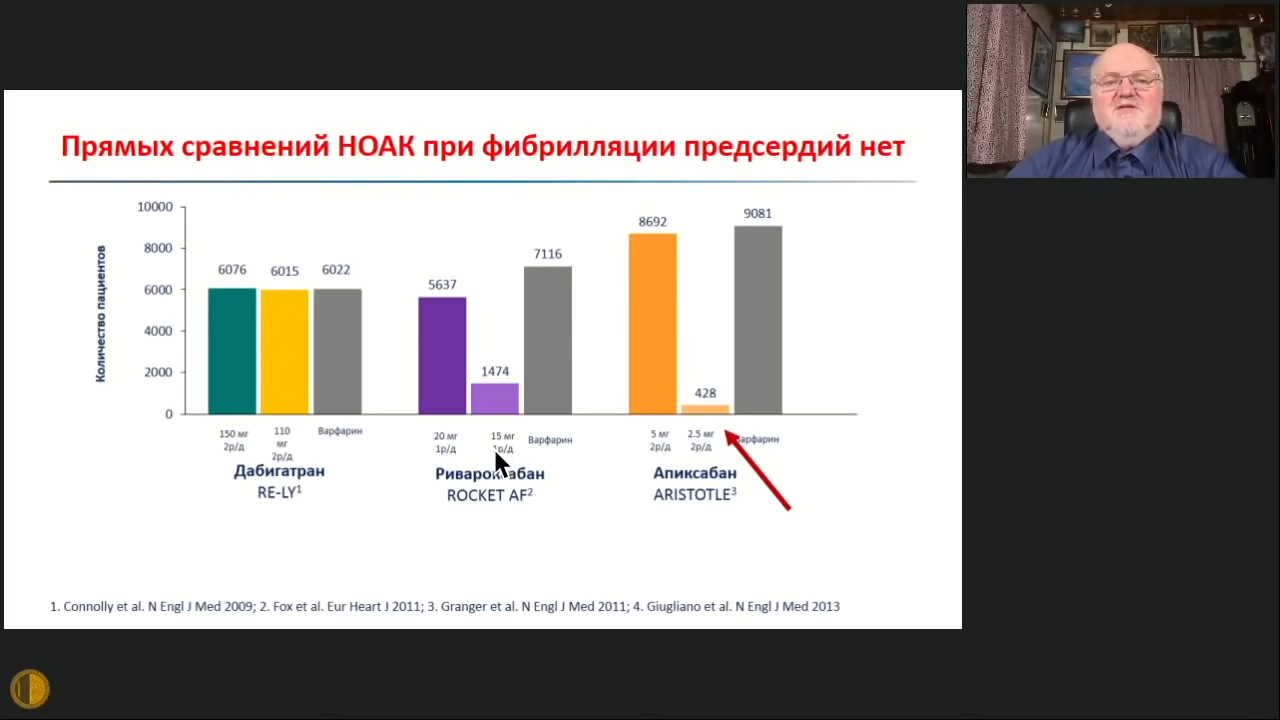 Прямых сравнений НОАК при фибрилляции предсердий нет
Количество пациентов
10000
8000
6000
4000
2000
0
6076
6015
6022
5637
1474
7116
8692
428
9081
150 мг
2р/д
110
мг
2р/д
Варфарин
20 мг
1р/д
15 мг
1р/д
Варфарин
5 мг
2р/д
2.5 мг
2р/д
арфарин
Дабигатран
RE-LY¹
Ривароксабан
ROCKET AF²
Апиксабан
ARISTOTLE³
1. Connolly et al. N Engl J Med 2009; 2. Fox et al. Eur Heart J 2011; 3. Granger et al. N Engl J Med 2011; 4. Giugliano et al. N Engl J Med 2013